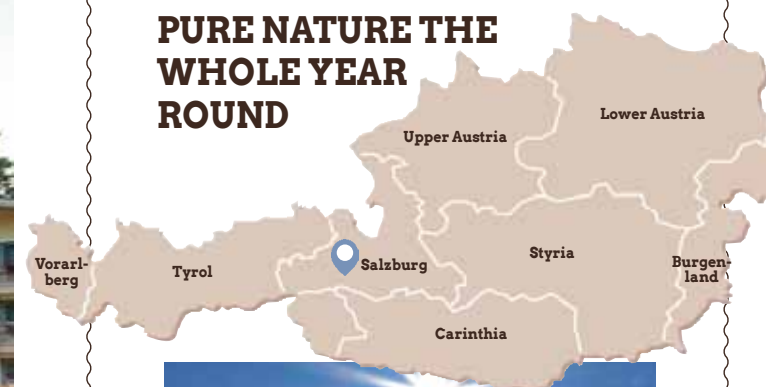 PURE NATURE THE
WHOLE YEAR
ROUND
Lower Austria
Upper Austria
Styria
Vorarl-
berg
Tyrol
Salzburg
Burgen-
land
Carinthia